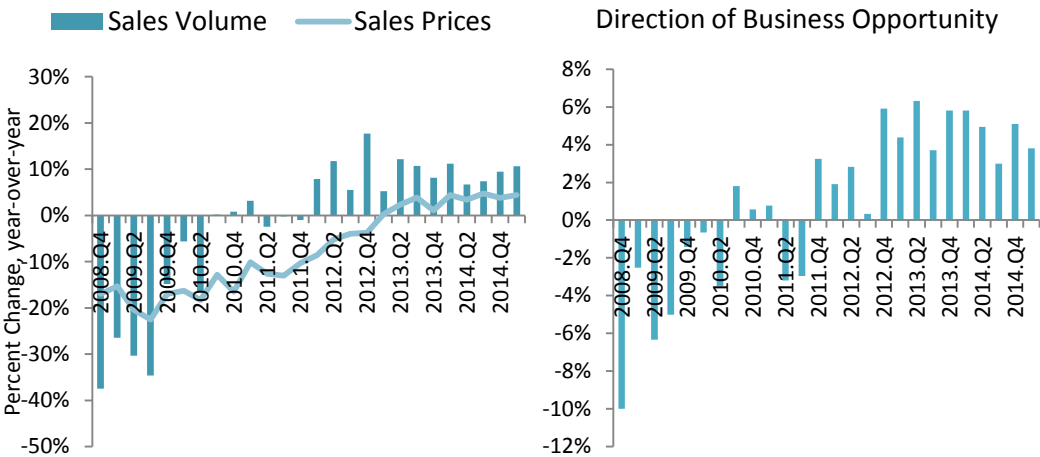 Sales Volume Sales Prices
Percent Change, year-over-year
30%
20%
10%
0%
-10%
-20%
-30%
-40%
-50%
2008.Q4
2009.Q2
2009.Q4
2010.Q2
2010.Q4
2011.Q2
2011.Q4
2012.Q2
2012.Q4
2013.Q2
2013.Q4
2014.Q2
2014.Q4
Direction of Business Opportunity
8%
6%
4%
2%
0%
-2%
-4%
-6%
-8%
-10%
-12%
2008.Q4
2009.Q2
2009.Q4
2010.Q2
2010.Q4
2011.Q2
2011.Q4
2012.Q2
2012.Q4
2013.Q2
2013.Q4
2014.Q2
2014.Q4